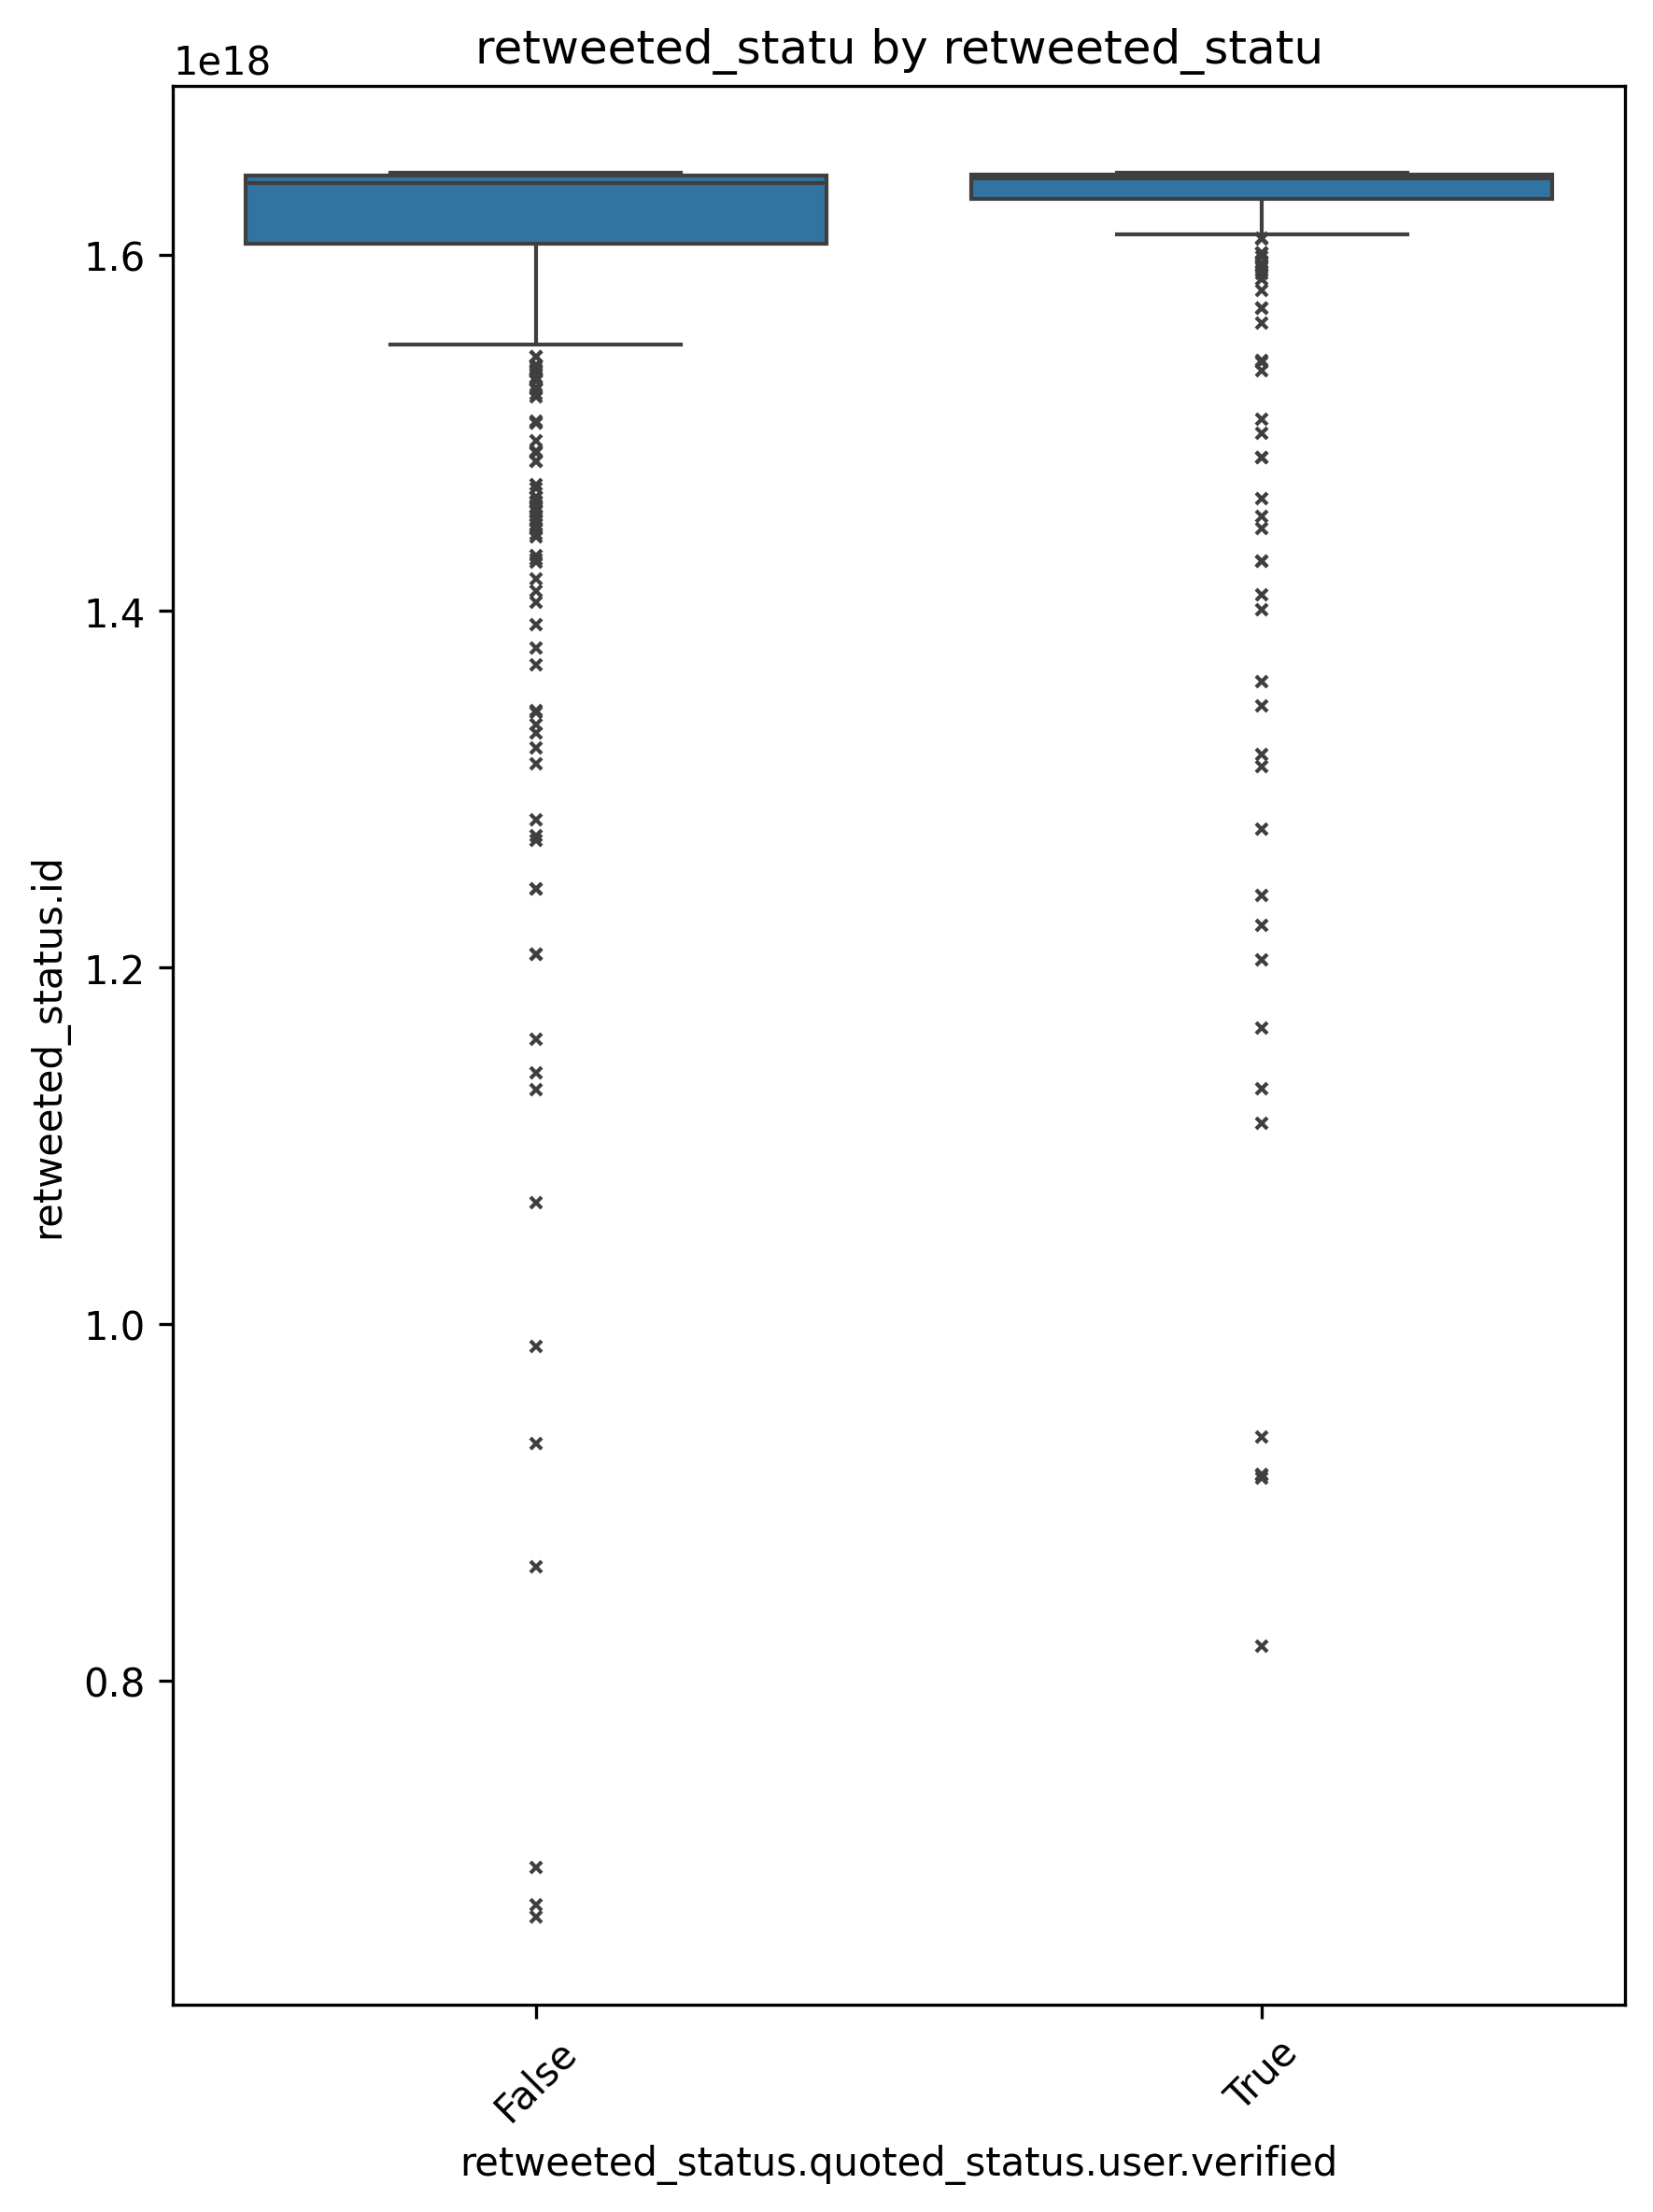 retweeted_statu by retweeted_statu
1e18
1.6
1.4
1.2
1.0
0.8
retweeted_status.id
False
True
retweeted_status.quoted_status.user.verified